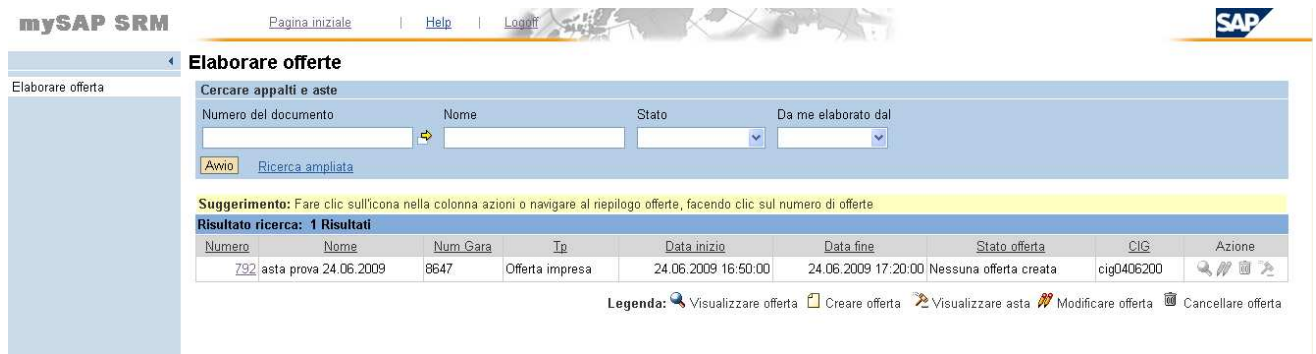 mySAP SRM
Pagina iniziale | Help | Logoff
SAP
Elaborare offerta
Elaborare offerte
Cercare appalti e aste
Numero del documento Nome Stato Da me elaborato dal
Avvio Ricerca ampliata
Suggerimento: Fare clic sull'icona nella colonna azioni o navigare al riepilogo offerte, facendo clic sul numero di offerte
Risultato ricerca: 1 Risultati
Numero Nome Num Gara Tp Data inizio Data fine Stato offerta CIG Azione
792 asta prova 24.06.2009 8647 Offerta impresa 24.06.2009 16:50:00 24.06.2009 17:20:00 Nessuna offerta creata cig0406200
Legenda: Visualizzare offerta Creare offerta Visualizzare asta Modificare offerta Cancellare offerta